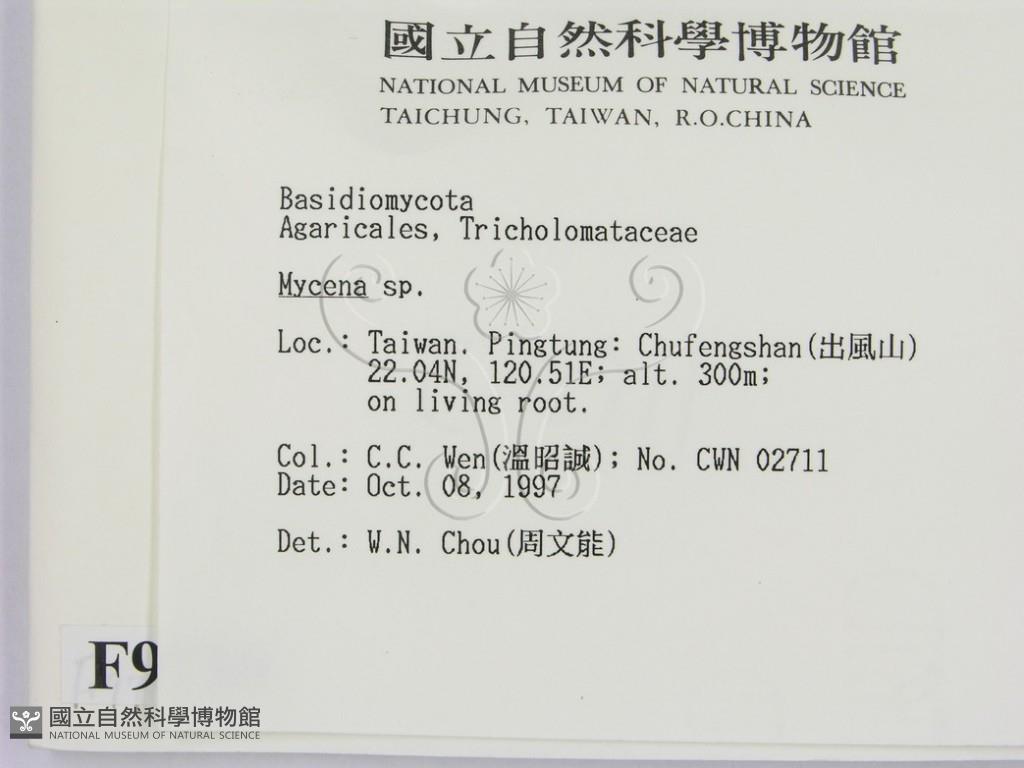 國立自然科學博物館
NATIONAL MUSEUM OF NATURAL SCIENCE
TAICHUNG, TAIWAN, R.O.CHINA
Basidiomycota
Agaricales, Tricholomataceae
Mycena sp.
Loc.: Taiwan. Pingtung: Chufengshan(出風山)
22.04N, 120.51E; alt. 300m;
on living root.
Col.: C.C. Wen(溫昭誠); No. CWN 02711
Date: Oct. 08, 1997
Det.: W.N. Chou(周文能)
F9
國立自然科學博物館
NATIONAL MUSEUM OF NATURAL SCIENCE